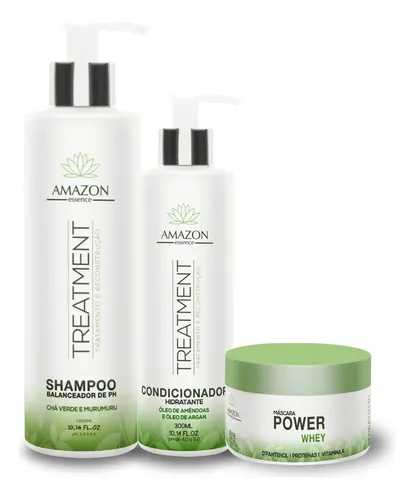 AMAZON
essence
TREATMENT
TRATAMENTO E RECONSTRUÇÃO
SHAMPOO
BALANCEADOR DE PH
CHÁ VERDE E MURUMURU
10.14 FL.OZ
AMAZON
essence
TREATMENT
TRATAMENTO E RECONSTRUÇÃO
CONDICIONADOR
HIDRATANTE
ÓLEO DE AMÊNDOAS
E ÓLEO DE ARGAN
300ML
10.14 FL.OZ
AMAZON
essence
MÁSCARA
POWER
WHEY
D'PANTENOL | PROTEÍNAS | VITAMINA A